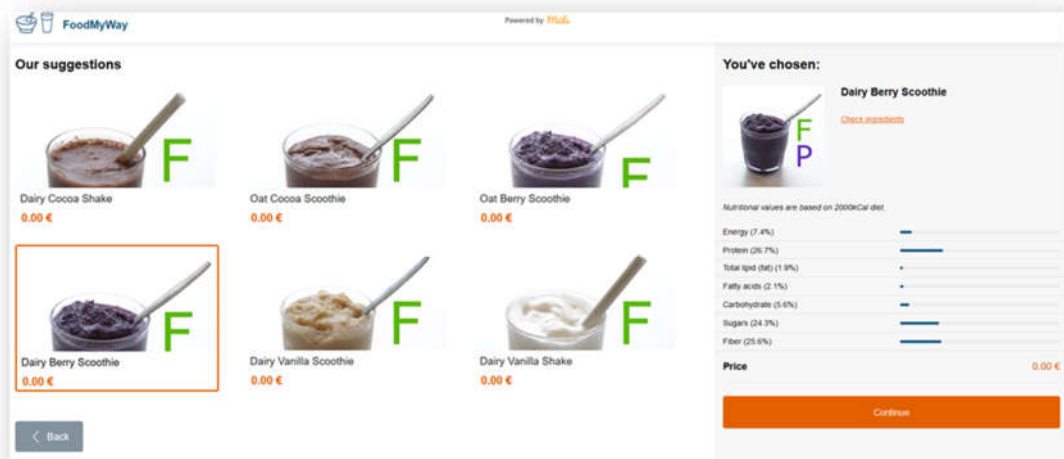 FoodMyWay
Powered by
Our suggestions
F
F
F
Dairy Cocoa Shake
Oat Cocoa Scoothie
Oat Berry Scoothie
0.00 €
0.00 €
0.00 €
F
F
F
Dairy Berry Scoothie
Dairy Vanilla Scoothie
Dairy Vanilla Shake
0.00 €
0.00 €
0.00 €
< Back
You've chosen:
Dairy Berry Scoothie
Check ingredients
F
P
Nutritional values are based on 2000kCal diet.
Energy (7.4%)
Protein (26.7%)
Total lipid (fat) (1.9%)
Fatty acids (2.1%)
Carbohydrate (5.6%)
Sugars (24.3%)
Fiber (25.6%)
Price 0.00 €
Continue